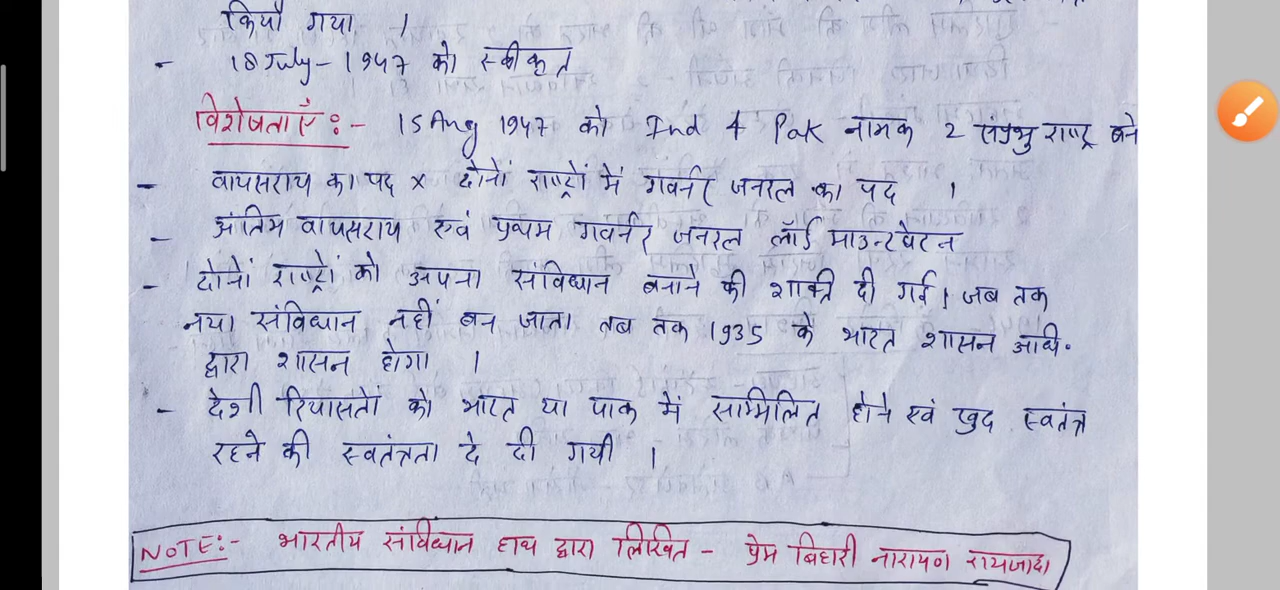 कियो गया ।
- 18 July - 1947 को स्वीकृत
विशेषताएँ :- 15 Aug 1947 को Ind & Pak नामक 2 संप्रभु राष्ट्र बने
- वायसराय का पद × दोनों राष्ट्रों में गवर्नर जनरल का पद ।
- अंतिम वायसराय एवं प्रथम गवर्नर जनरल लॉर्ड माउन्टबेटन
- दोनों राष्ट्रों को अपना संविधान बनाने की शक्ति दी गई । जब तक
नया संविधान नहीं बन जाता तब तक 1935 के भारत शासन अधि.
द्वारा शासन होगा ।
- देशी रियासतों को भारत या पाक में सम्मिलित होने एवं खुद स्वतंत्र
रहने की स्वतंत्रता दे दी गयी ।
NOTE:- भारतीय संविधान हाथ द्वारा लिखित - प्रेम बिहारी नारायण रायजादा